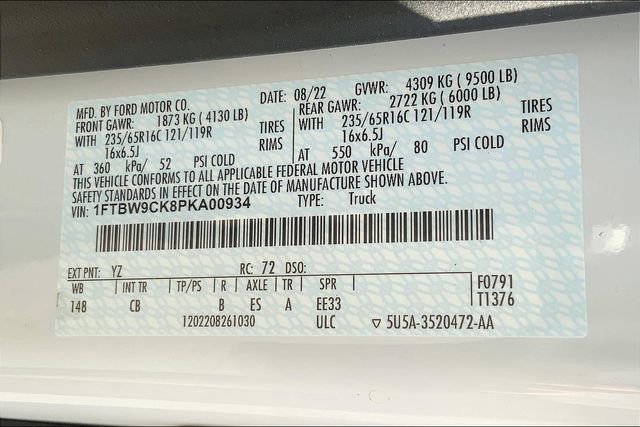 MFD. BY FORD MOTOR CO. DATE: 08/22 GVWR: 4309 KG ( 9500 LB)
FRONT GAWR: 1873 KG ( 4130 LB) REAR GAWR: 2722 KG ( 6000 LB)
WITH 235/65R16C 121/119R TIRES WITH 235/65R16C 121/119R TIRES
16x6.5J RIMS 16x6.5J RIMS
AT 360 kPa/ 52 PSI COLD AT 550 kPa/ 80 PSI COLD
THIS VEHICLE CONFORMS TO ALL APPLICABLE FEDERAL MOTOR VEHICLE
SAFETY STANDARDS IN EFFECT ON THE DATE OF MANUFACTURE SHOWN ABOVE.
VIN: 1FTBW9CK8PKA00934 TYPE: Truck
EXT PNT: YZ RC: 72 DSO:
WB INT TR TP/PS R AXLE TR SPR F0791
148 CB B ES A EE33 T1376
1202208261030 ULC ▽ 5U5A-3520472-AA